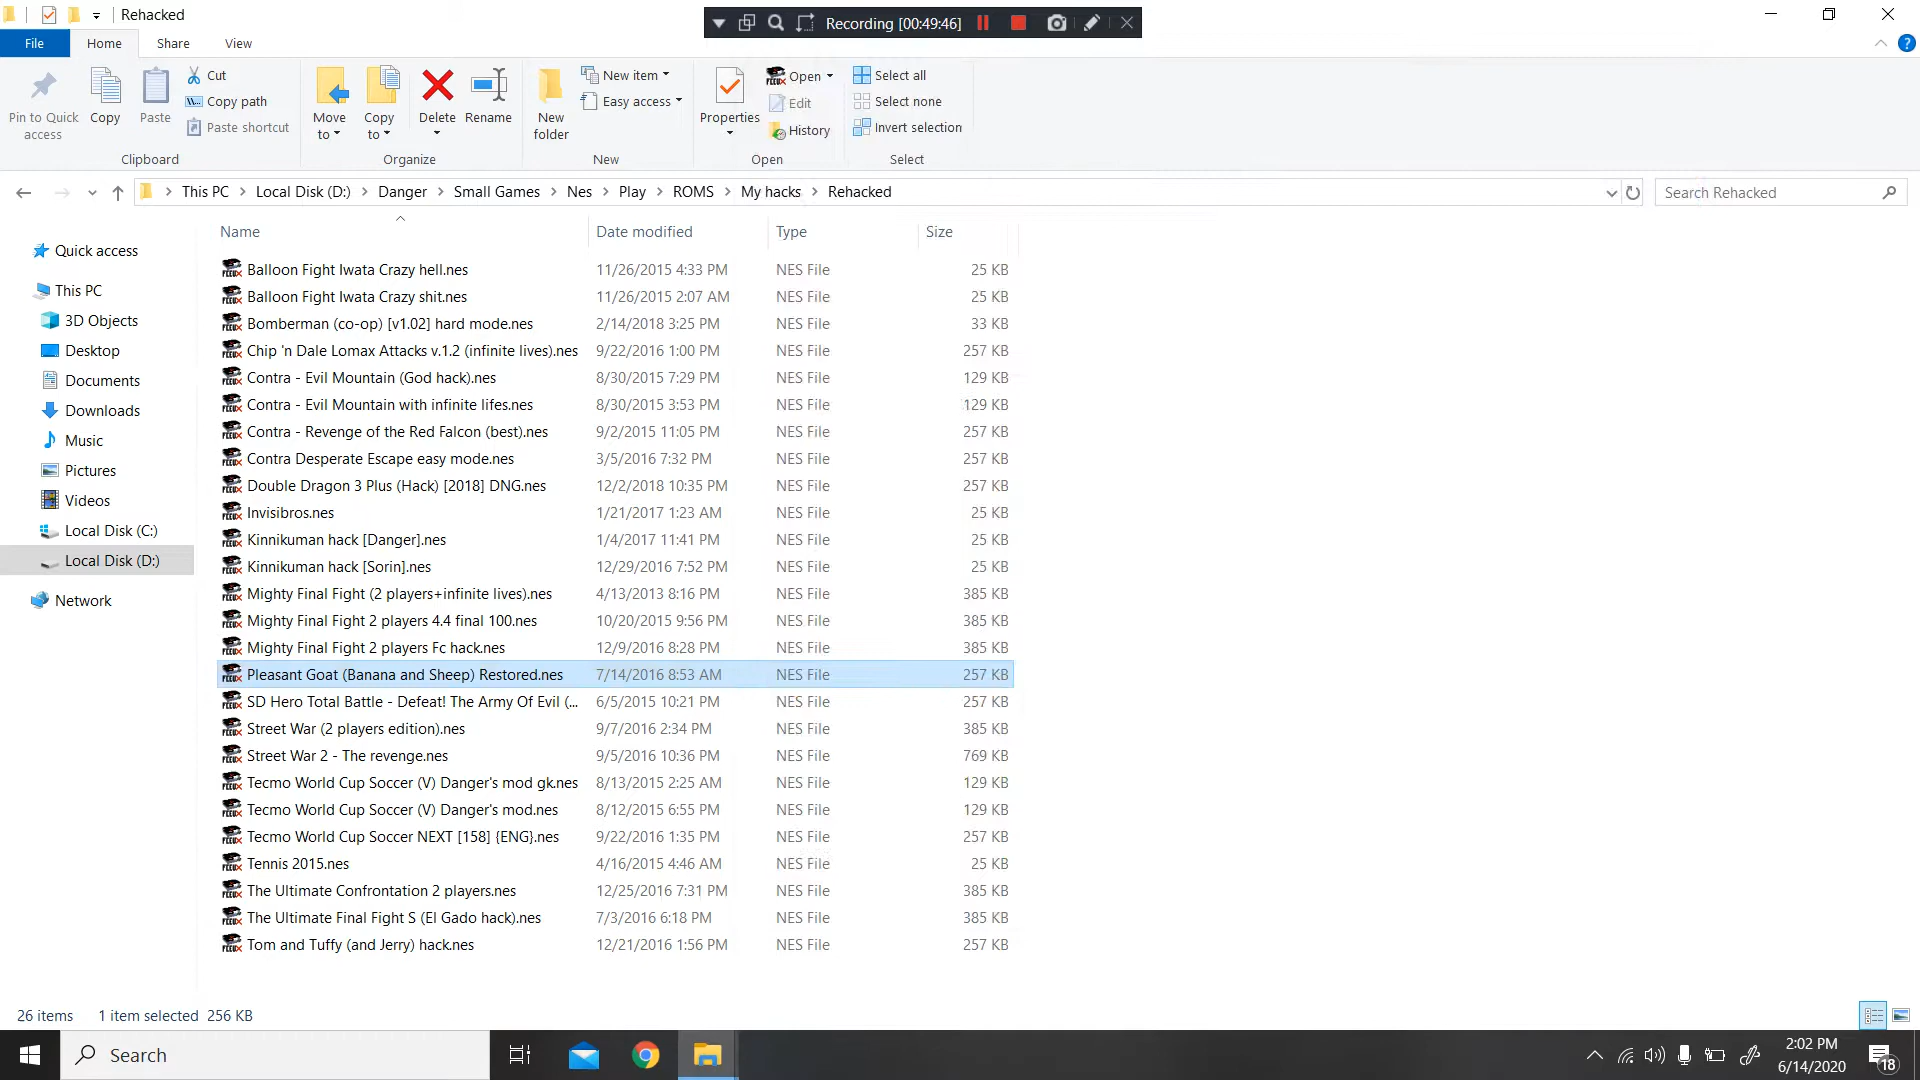 Rehacked
Recording [00:49:46]
File Home Share View
Pin to Quick access
Copy
Paste
Cut
Copy path
Paste shortcut
Move to
Copy to
Delete
Rename
New folder
New item
Easy access
Properties
Open
Edit
History
Select all
Select none
Invert selection
Clipboard Organize New Open Select
This PC Local Disk (D:) Danger Small Games Nes Play ROMS My hacks Rehacked
Search Rehacked
Quick access
This PC
3D Objects
Desktop
Documents
Downloads
Music
Pictures
Videos
Local Disk (C:)
Local Disk (D:)
Network
Name Date modified Type Size
Balloon Fight Iwata Crazy hell.nes 11/26/2015 4:33 PM NES File 25 KB
Balloon Fight Iwata Crazy shit.nes 11/26/2015 2:07 AM NES File 25 KB
Bomberman (co-op) [v1.02] hard mode.nes 2/14/2018 3:25 PM NES File 33 KB
Chip 'n Dale Lomax Attacks v.1.2 (infinite lives).nes 9/22/2016 1:00 PM NES File 257 KB
Contra - Evil Mountain (God hack).nes 8/30/2015 7:29 PM NES File 129 KB
Contra - Evil Mountain with infinite lifes.nes 8/30/2015 3:53 PM NES File 129 KB
Contra - Revenge of the Red Falcon (best).nes 9/2/2015 11:05 PM NES File 257 KB
Contra Desperate Escape easy mode.nes 3/5/2016 7:32 PM NES File 257 KB
Double Dragon 3 Plus (Hack) [2018] DNG.nes 12/2/2018 10:35 PM NES File 257 KB
Invisibros.nes 1/21/2017 1:23 AM NES File 25 KB
Kinnikuman hack [Danger].nes 1/4/2017 11:41 PM NES File 25 KB
Kinnikuman hack [Sorin].nes 12/29/2016 7:52 PM NES File 25 KB
Mighty Final Fight (2 players+infinite lives).nes 4/13/2013 8:16 PM NES File 385 KB
Mighty Final Fight 2 players 4.4 final 100.nes 10/20/2015 9:56 PM NES File 385 KB
Mighty Final Fight 2 players Fc hack.nes 12/9/2016 8:28 PM NES File 385 KB
Pleasant Goat (Banana and Sheep) Restored.nes 7/14/2016 8:53 AM NES File 257 KB
SD Hero Total Battle - Defeat! The Army Of Evil (... 6/5/2015 10:21 PM NES File 257 KB
Street War (2 players edition).nes 9/7/2016 2:34 PM NES File 385 KB
Street War 2 - The revenge.nes 9/5/2016 10:36 PM NES File 769 KB
Tecmo World Cup Soccer (V) Danger's mod gk.nes 8/13/2015 2:25 AM NES File 129 KB
Tecmo World Cup Soccer (V) Danger's mod.nes 8/12/2015 6:55 PM NES File 129 KB
Tecmo World Cup Soccer NEXT [158] {ENG}.nes 9/22/2016 1:35 PM NES File 257 KB
Tennis 2015.nes 4/16/2015 4:46 AM NES File 25 KB
The Ultimate Confrontation 2 players.nes 12/25/2016 7:31 PM NES File 385 KB
The Ultimate Final Fight S (El Gado hack).nes 7/3/2016 6:18 PM NES File 385 KB
Tom and Tuffy (and Jerry) hack.nes 12/21/2016 1:56 PM NES File 257 KB
26 items 1 item selected 256 KB
Search
2:02 PM
6/14/2020
18